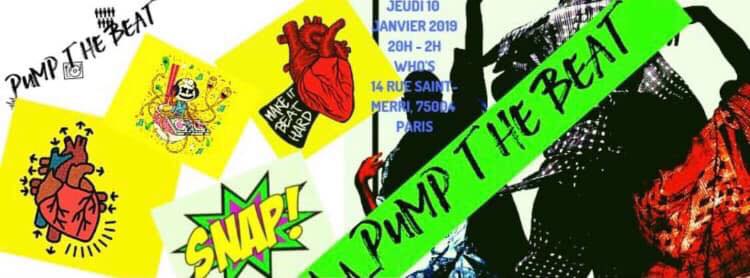 PUMP THE BEAT
MAKE IT
BEAT
HARD
SNAP!
JEUDI 10
JANVIER 2019
20H - 2H
WHO'S
14 RUE SAINT-
MERRI, 75004
PARIS
PUMP THE BEAT